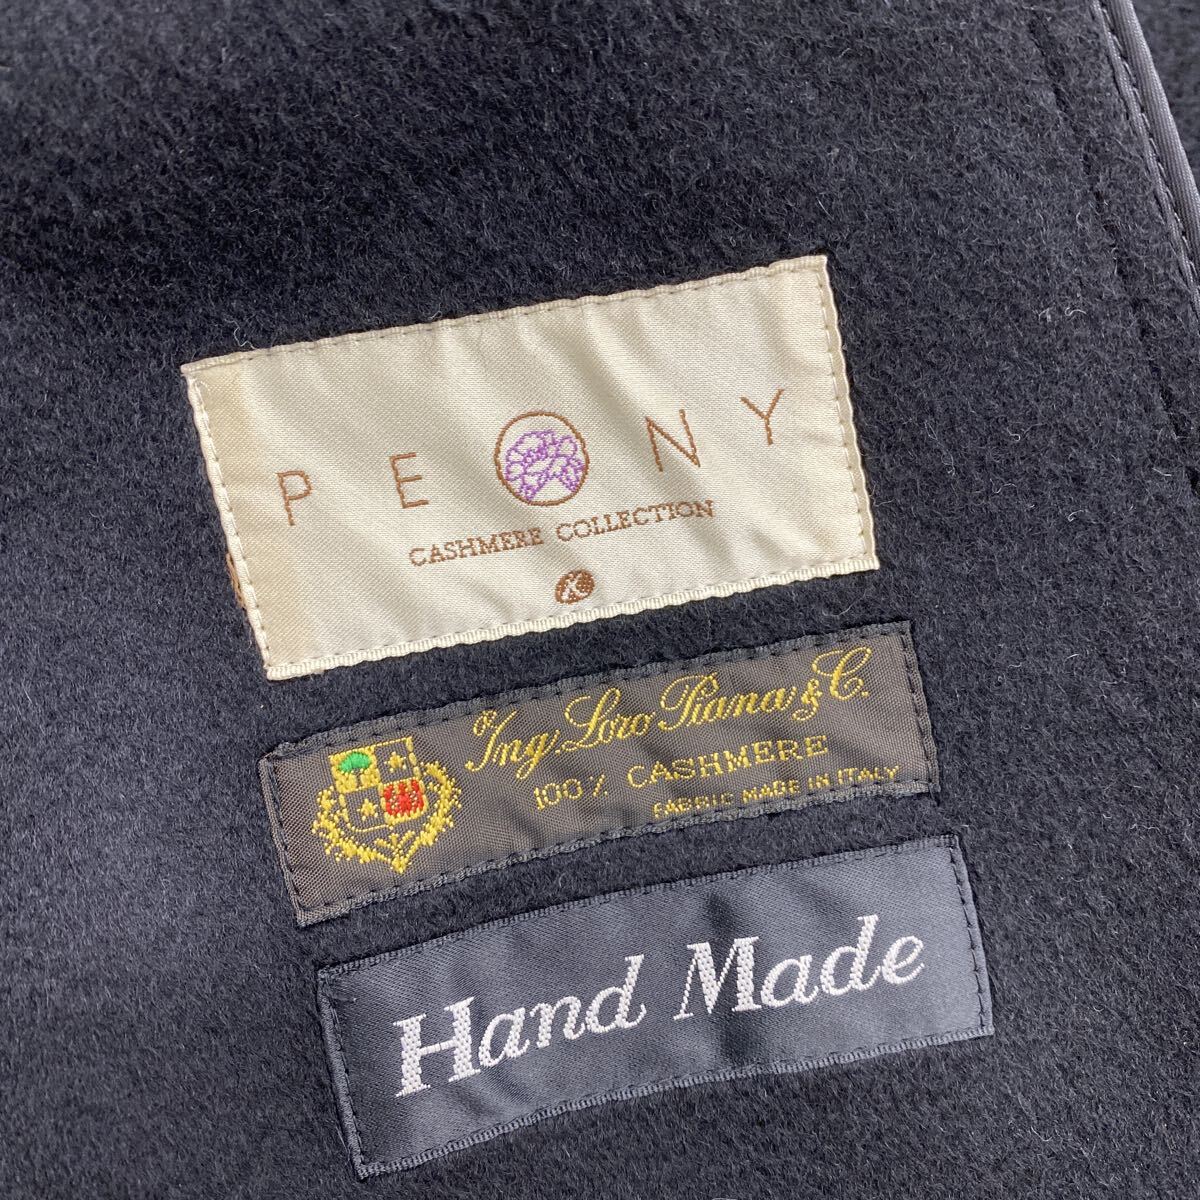 PEONY
CASHMERE COLLECTION
K
Ing. Loro Piana & C.
100% CASHMERE
FABRIC MADE IN ITALY
Hand Made